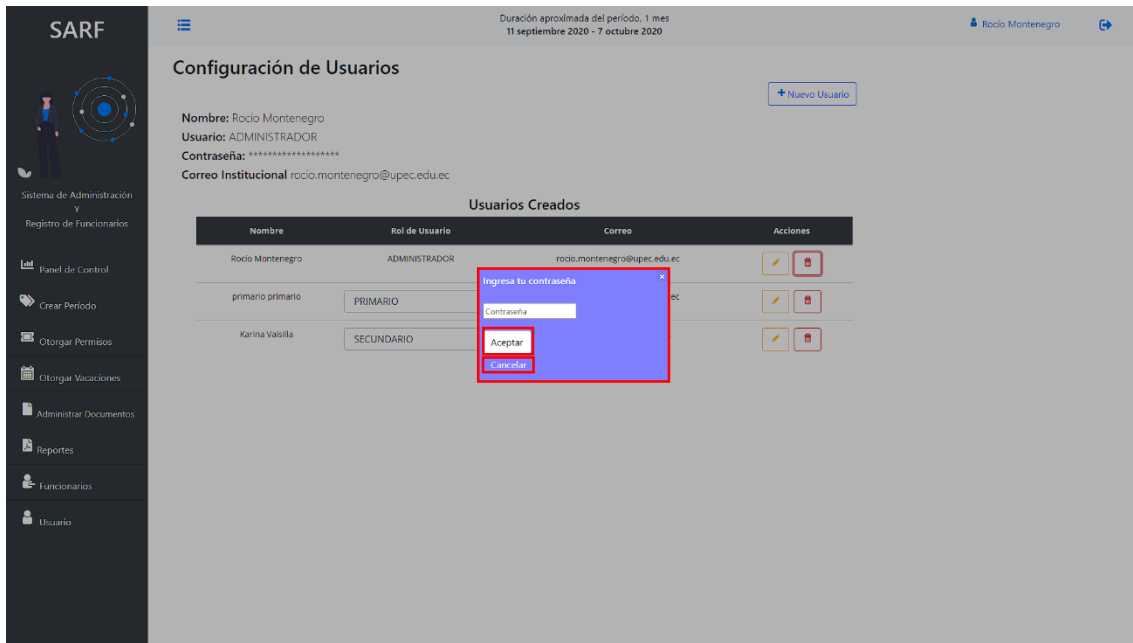 SARF
Duración aproximada del período, 1 mes
11 septiembre 2020 - 7 octubre 2020
Rocío Montenegro
Configuración de Usuarios
+ Nuevo Usuario
Nombre: Rocío Montenegro
Usuario: ADMINISTRADOR
Contraseña: *******************
Correo Institucional rocio.montenegro@upec.edu.ec
Sistema de Administración
Y
Registro de Funcionarios
Panel de Control
Crear Período
Otorgar Permisos
Otorgar Vacaciones
Administrar Documentos
Reportes
Funcionarios
Usuario
Usuarios Creados
Nombre Rol de Usuario Correo Acciones
Rocío Montenegro ADMINISTRADOR rocio.montenegro@upec.edu.ec
primario primario PRIMARIO ec
Karina Vaisilla SECUNDARIO
Ingresa tu contraseña ×
Contraseña
Aceptar
Cancelar